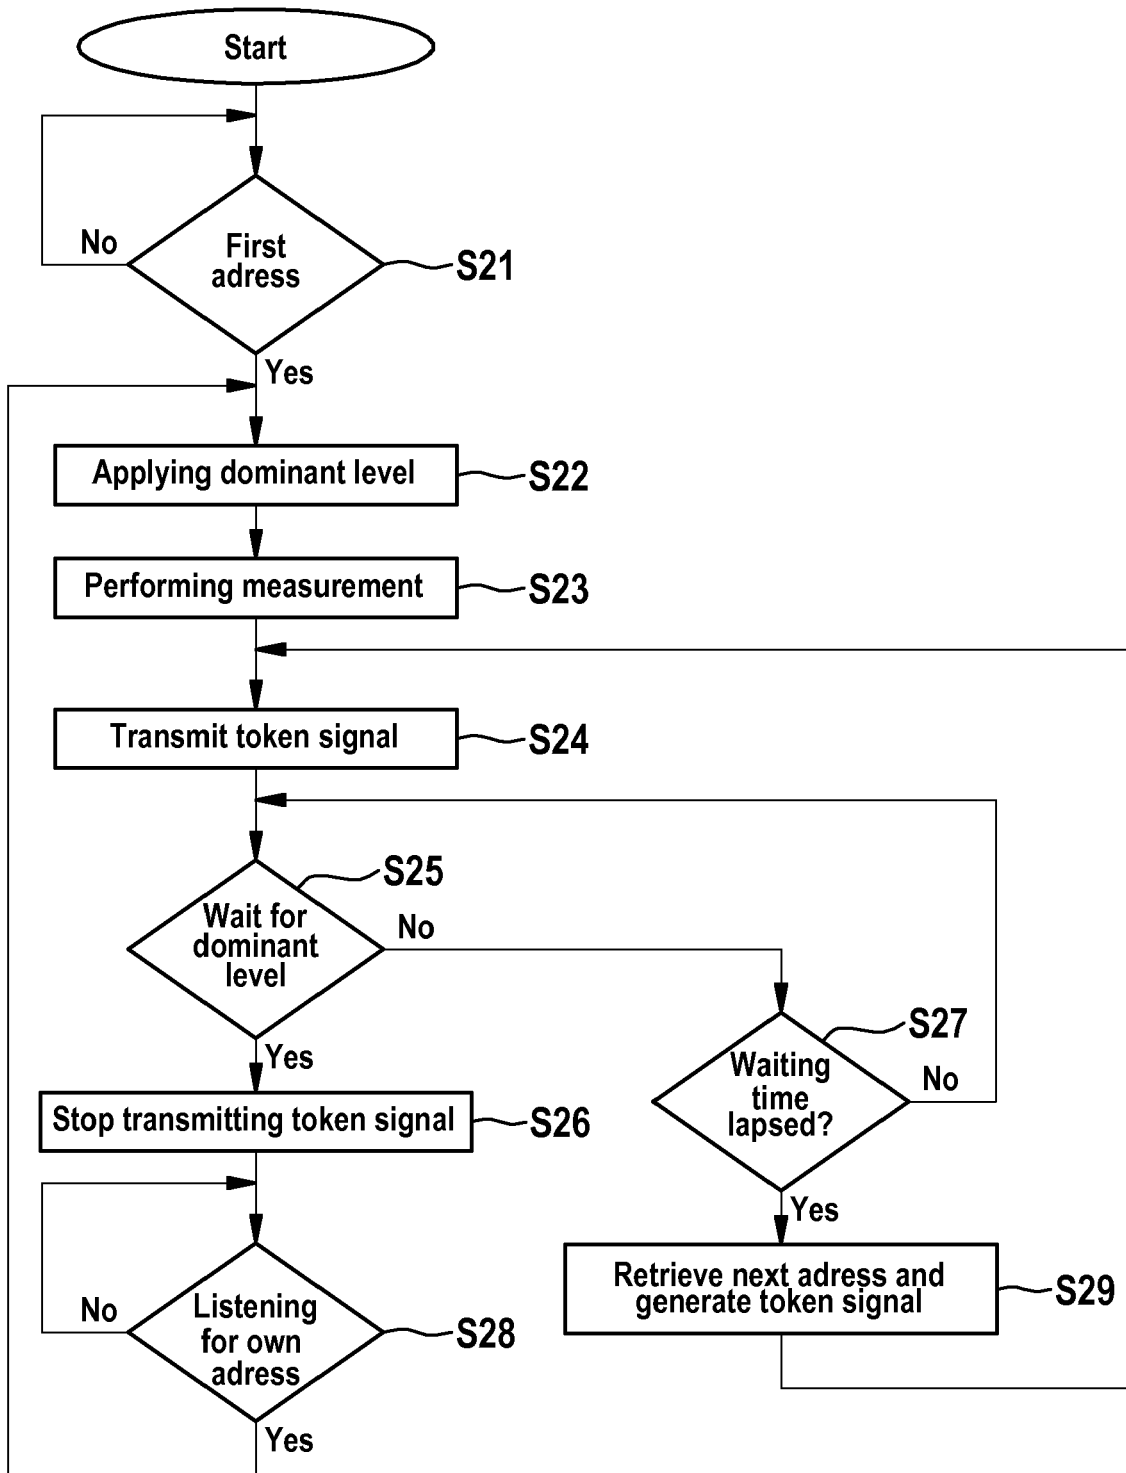 Start
No
First
adress
S21
Yes
Applying dominant level
S22
Performing measurement
S23
Transmit token signal
S24
S25
Wait for
dominant
level
No
Yes
S27
Waiting
time
lapsed?
No
Stop transmitting token signal
S26
Yes
Retrieve next adress and
generate token signal
S29
No
Listening
for own
adress
S28
Yes